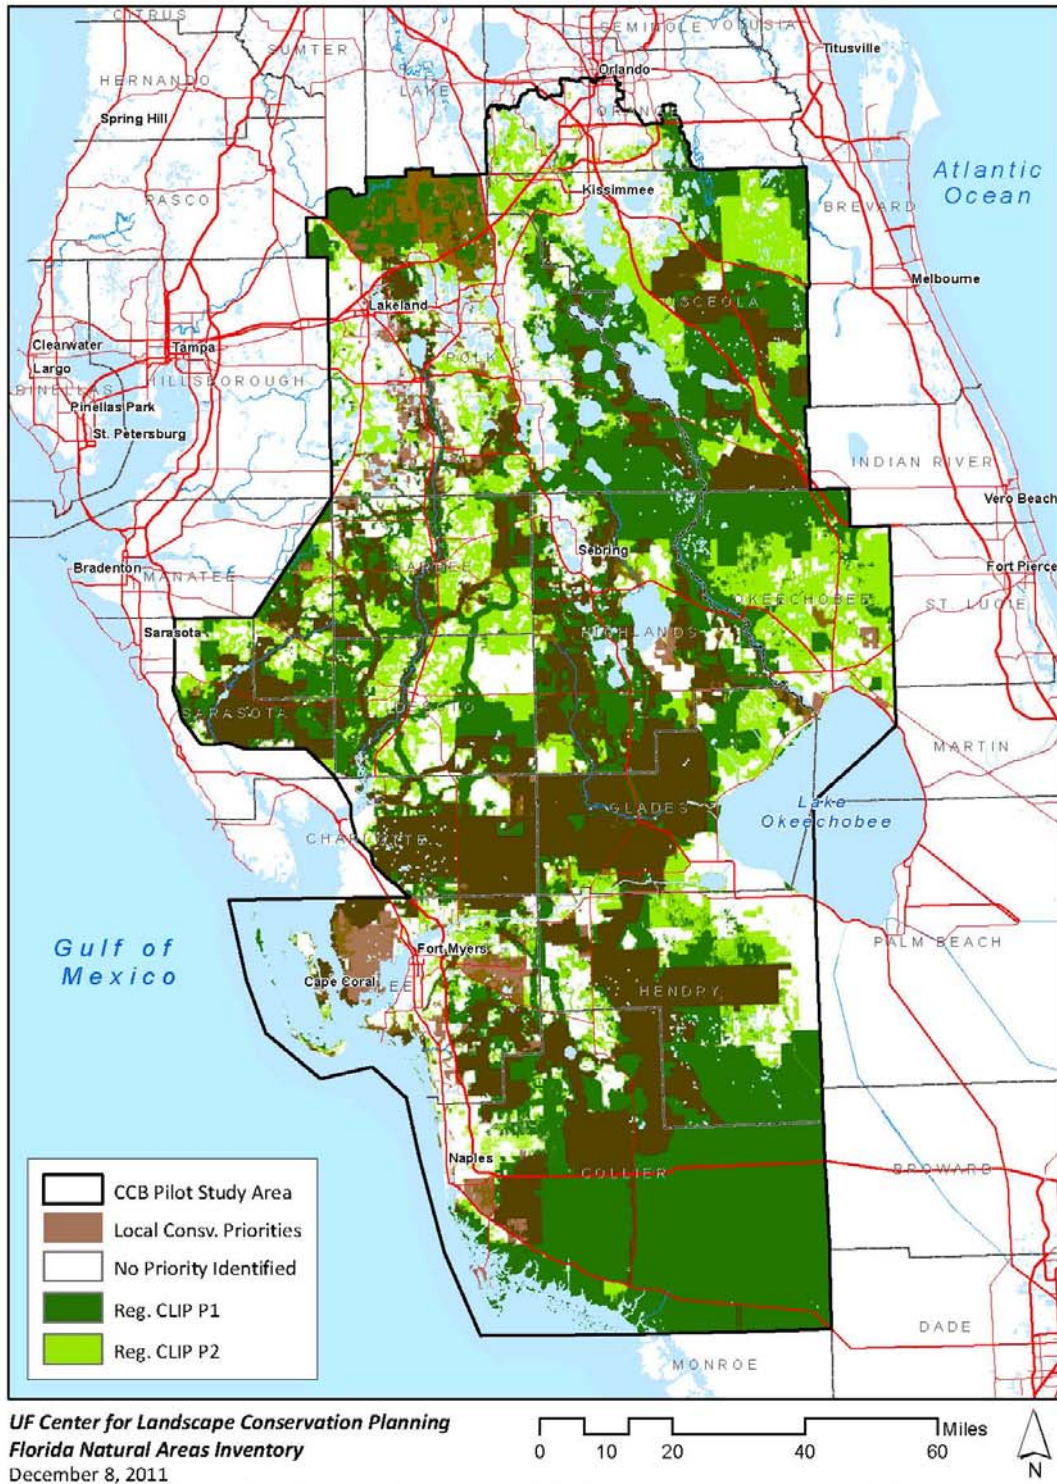 CITRUS
SEMINOLE
VOLUSIA
SUMTER
Titusville
HERNANDO
Orlando
LAKE
ORANGE
Spring Hill
Atlantic
Ocean
PASCO
Kissimmee
BREVARD
Melbourne
Lakeland
OSCEOLA
Clearwater
Tampa
POLK
Largo
PINELLAS
HILLSBOROUGH
Pinellas Park
St. Petersburg
INDIAN RIVER
Vero Beach
Sebring
Bradenton
MANATEE
HARDEE
Fort Pierce
OKEECHOBEE
ST. LUCIE
Sarasota
HIGHLANDS
SARASOTA
DESOTO
MARTIN
Lake
Okeechobee
GLADES
CHARLOTTE
Gulf of
Mexico
Fort Myers
PALM BEACH
Cape Coral
LEE
HENDRY
Naples
COLLIER
BROWARD
DADE
MONROE
CCB Pilot Study Area
Local Consv. Priorities
No Priority Identified
Reg. CLIP P1
Reg. CLIP P2
UF Center for Landscape Conservation Planning
Florida Natural Areas Inventory
December 8, 2011
Miles
0 10 20 40 60
N